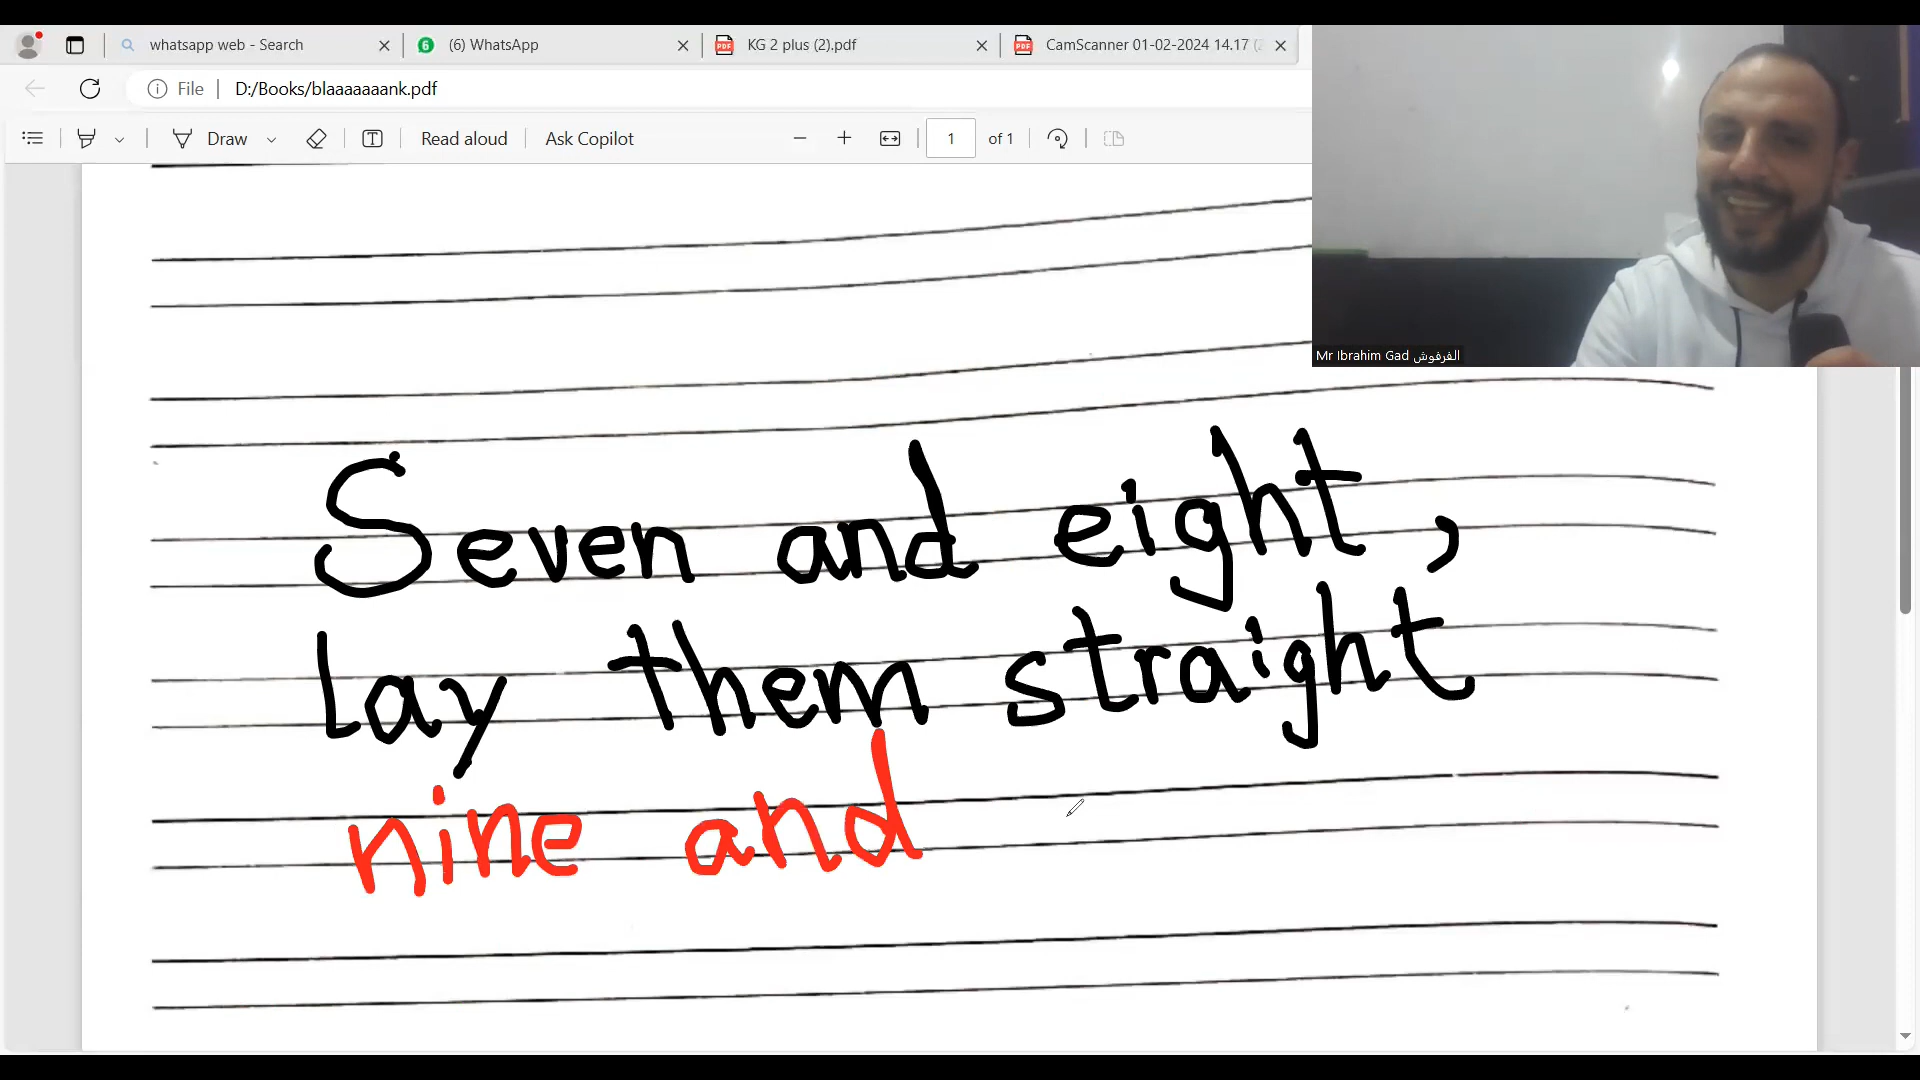 whatsapp web - Search
(6) WhatsApp
KG 2 plus (2).pdf
CamScanner 01-02-2024 14.17 (2
File
D:/Books/blaaaaaaank.pdf
Draw
Read aloud
Ask Copilot
1
of 1
Mr Ibrahim Gad الفرفوش
Seven and eight,
lay them straight
nine and